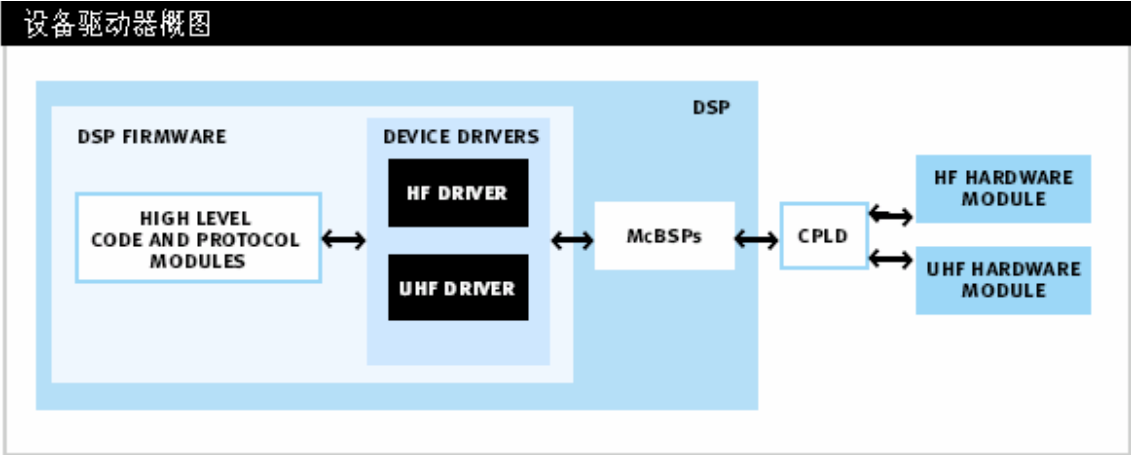 设备驱动器概图
DSP
DSP FIRMWARE
DEVICE DRIVERS
HF DRIVER
HIGH LEVEL
CODE AND PROTOCOL
MODULES
UHF DRIVER
McBSPs
CPLD
HF HARDWARE
MODULE
UHF HARDWARE
MODULE